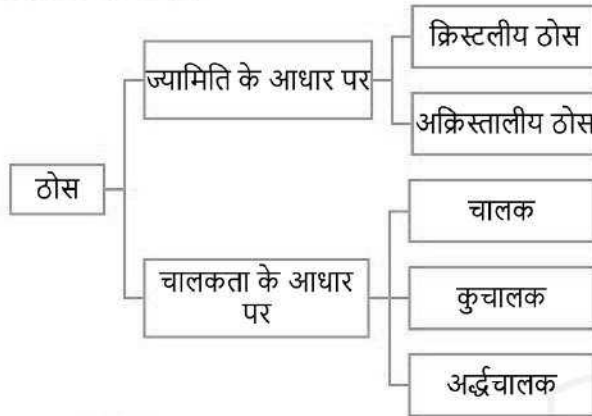 ठोस
ज्यामिति के आधार पर
क्रिस्टलीय ठोस
अक्रिस्तालीय ठोस
चालकता के आधार
पर
चालक
कुचालक
अर्द्धचालक